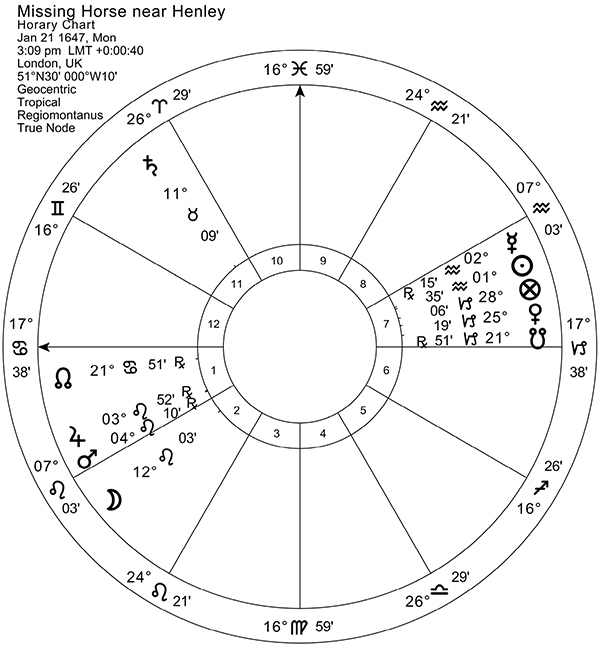 Missing Horse near Henley
Horary Chart
Jan 21 1647, Mon
3:09 pm LMT +0:00:40
London, UK
51°N30' 000°W10'
Geocentric
Tropical
Regiomontanus
True Node
16° ♓ 59'
24° ♒ 21'
26° ♈ 29'
07° ♒ 03'
26'
♊
16°
♄
11°
♉
09'
☿ 02° ♒ 15' ℞
☉ 01° ♒ 35'
⊗ 28° ♑ 06'
♀ 25° ♑ 19'
☋ 21° ♑ 51' ℞
10 9
11 8
12 7
1 6
2 5
3 4
17°
♋
38'
17°
♑
38'
☊ 21° ♋ 51' ℞
♃ 03° ♌ 52' ℞
♂ 04° ♌ 10' ℞
☽ 12° ♌ 03'
07°
♌
03'
26'
♐
16°
24° ♌ 21'
16° ♍ 59'
26° ♎ 29'